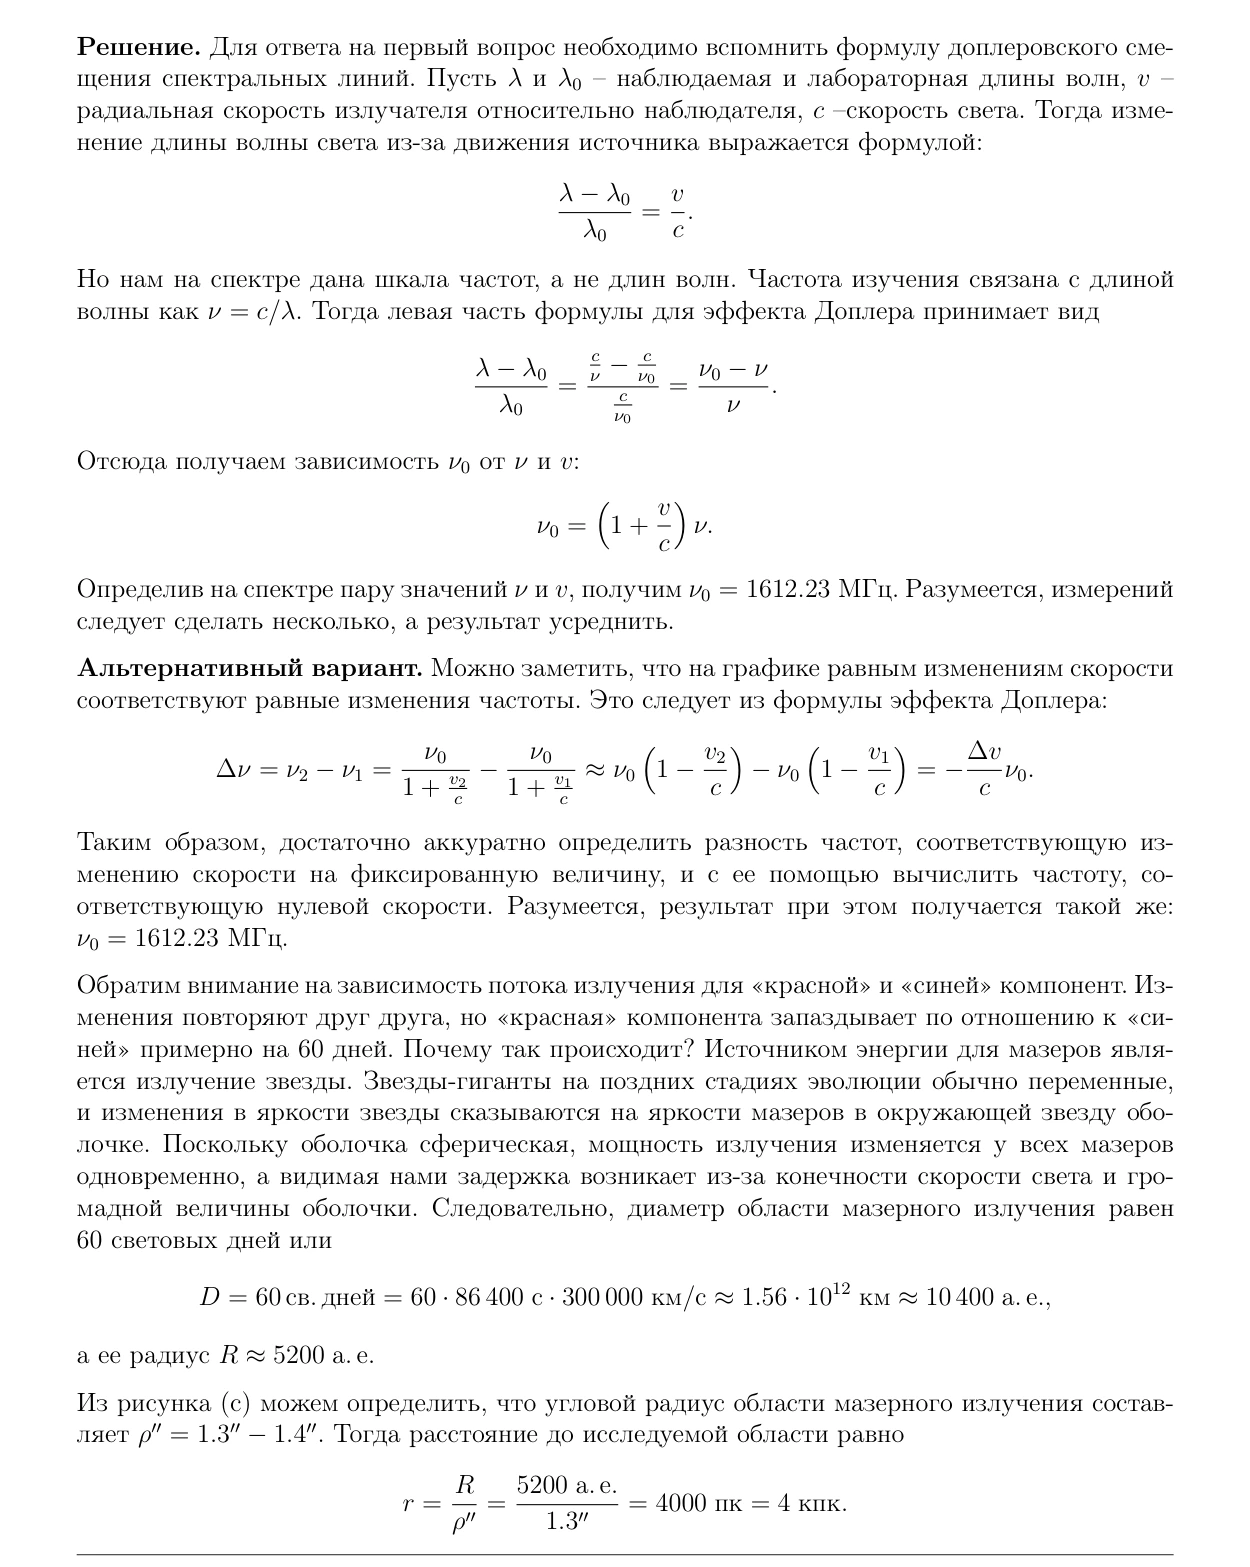 Решение. Для ответа на первый вопрос необходимо вспомнить формулу доплеровского сме-
щения спектральных линий. Пусть λ и λ₀ – наблюдаемая и лабораторная длины волн, v –
радиальная скорость излучателя относительно наблюдателя, c –скорость света. Тогда изме-
нение длины волны света из-за движения источника выражается формулой:
(λ − λ₀)/λ₀ = v/c.
Но нам на спектре дана шкала частот, а не длин волн. Частота изучения связана с длиной
волны как ν = c/λ. Тогда левая часть формулы для эффекта Доплера принимает вид
(λ − λ₀)/λ₀ = (c/ν − c/ν₀)/(c/ν₀) = (ν₀ − ν)/ν.
Отсюда получаем зависимость ν₀ от ν и v:
ν₀ = (1 + v/c) ν.
Определив на спектре пару значений ν и v, получим ν₀ = 1612.23 МГц. Разумеется, измерений
следует сделать несколько, а результат усреднить.
Альтернативный вариант. Можно заметить, что на графике равным изменениям скорости
соответствуют равные изменения частоты. Это следует из формулы эффекта Доплера:
Δν = ν₂ − ν₁ = ν₀/(1 + v₂/c) − ν₀/(1 + v₁/c) ≈ ν₀ (1 − v₂/c) − ν₀ (1 − v₁/c) = −(Δv/c) ν₀.
Таким образом, достаточно аккуратно определить разность частот, соответствующую из-
менению скорости на фиксированную величину, и с ее помощью вычислить частоту, со-
ответствующую нулевой скорости. Разумеется, результат при этом получается такой же:
ν₀ = 1612.23 МГц.
Обратим внимание на зависимость потока излучения для «красной» и «синей» компонент. Из-
менения повторяют друг друга, но «красная» компонента запаздывает по отношению к «си-
ней» примерно на 60 дней. Почему так происходит? Источником энергии для мазеров явля-
ется излучение звезды. Звезды-гиганты на поздних стадиях эволюции обычно переменные,
и изменения в яркости звезды сказываются на яркости мазеров в окружающей звезду обо-
лочке. Поскольку оболочка сферическая, мощность излучения изменяется у всех мазеров
одновременно, а видимая нами задержка возникает из-за конечности скорости света и гро-
мадной величины оболочки. Следовательно, диаметр области мазерного излучения равен
60 световых дней или
D = 60 св. дней = 60 · 86 400 с · 300 000 км/с ≈ 1.56 · 10¹² км ≈ 10 400 а. е.,
а ее радиус R ≈ 5200 а. е.
Из рисунка (c) можем определить, что угловой радиус области мазерного излучения состав-
ляет ρ″ = 1.3″ − 1.4″. Тогда расстояние до исследуемой области равно
r = R/ρ″ = 5200 а. е./1.3″ = 4000 пк = 4 кпк.